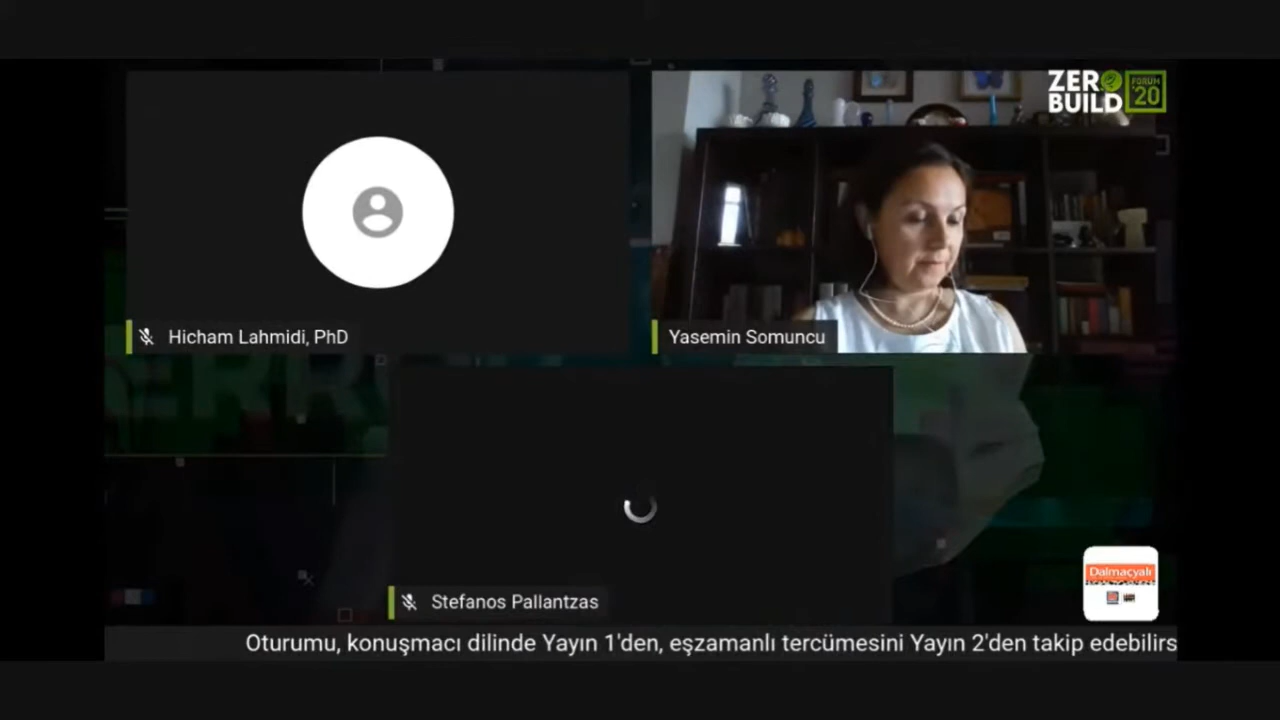 ZERO
BUILD
FORUM
'20
Hicham Lahmidi, PhD
Yasemin Somuncu
Stefanos Pallantzas
Dalmaçyalı
Oturumu, konuşmacı dilinde Yayın 1'den, eşzamanlı tercümesini Yayın 2'den takip edebilirs